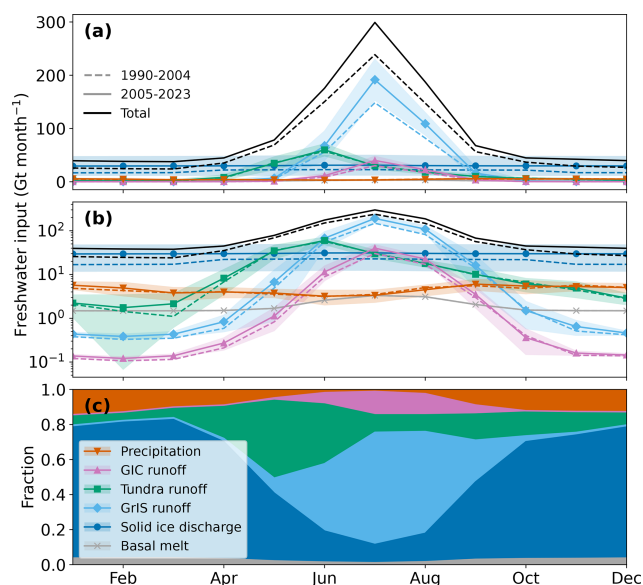 300
200
100
0
(a)
1990-2004
2005-2023
Total
Freshwater input (Gt month⁻¹)
10²
10¹
10⁰
10⁻¹
(b)
1.0
0.8
0.6
0.4
0.2
0.0
(c)
Fraction
Precipitation
GIC runoff
Tundra runoff
GrIS runoff
Solid ice discharge
Basal melt
Feb
Apr
Jun
Aug
Oct
Dec